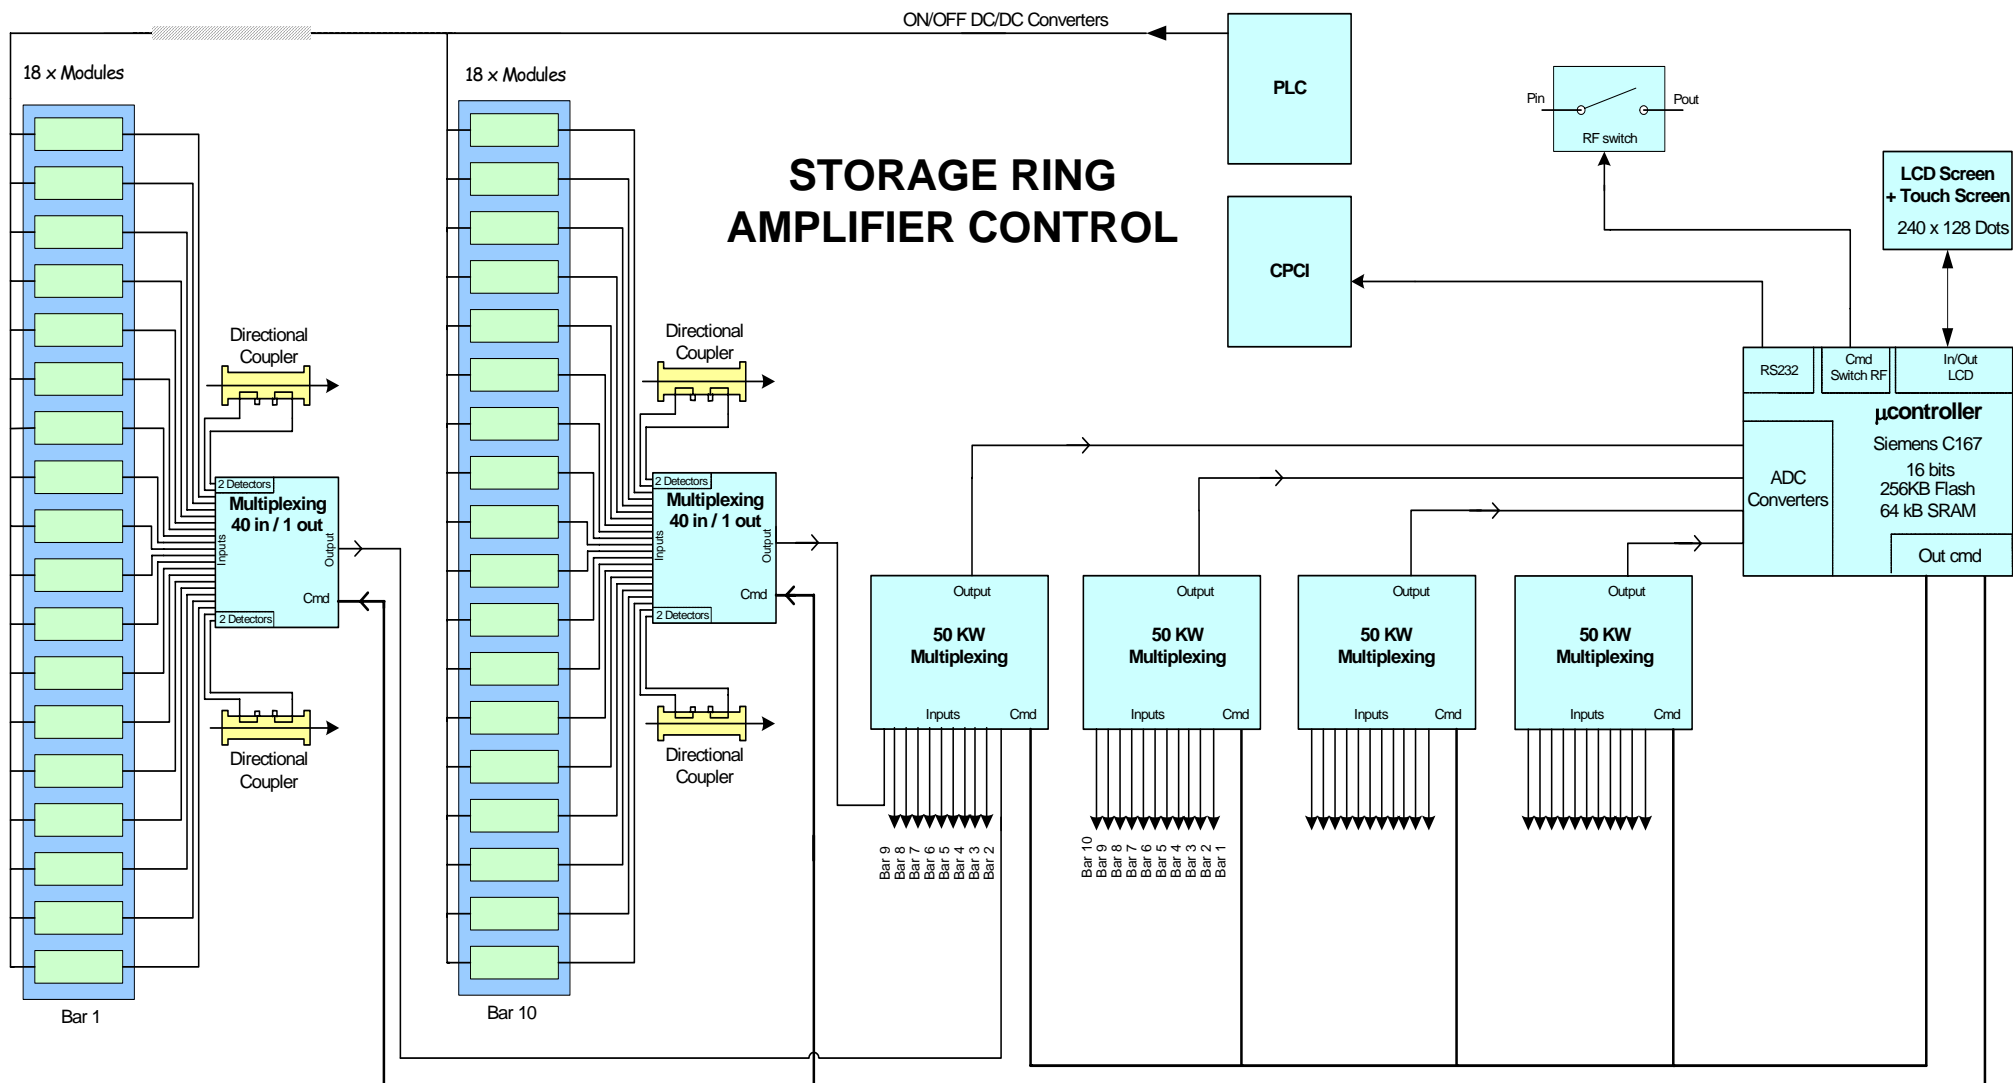 ON/OFF DC/DC Converters
18 x Modules
18 x Modules
PLC
Pin
Pout
RF switch
STORAGE RING
AMPLIFIER CONTROL
LCD Screen
+ Touch Screen
240 x 128 Dots
CPCI
Directional
Coupler
Directional
Coupler
RS232
Cmd
Switch RF
In/Out
LCD
µcontroller
Siemens C167
16 bits
256KB Flash
64 kB SRAM
ADC
Converters
Out cmd
2 Detectors
Multiplexing
40 in / 1 out
Inputs
Output
Cmd
2 Detectors
2 Detectors
Multiplexing
40 in / 1 out
Inputs
Output
Cmd
2 Detectors
Output
50 KW
Multiplexing
Inputs
Cmd
Output
50 KW
Multiplexing
Inputs
Cmd
Output
50 KW
Multiplexing
Inputs
Cmd
Output
50 KW
Multiplexing
Inputs
Cmd
Directional
Coupler
Directional
Coupler
Bar 9
Bar 8
Bar 7
Bar 6
Bar 5
Bar 4
Bar 3
Bar 2
Bar 10
Bar 9
Bar 8
Bar 7
Bar 6
Bar 5
Bar 4
Bar 3
Bar 2
Bar 1
Bar 1
Bar 10